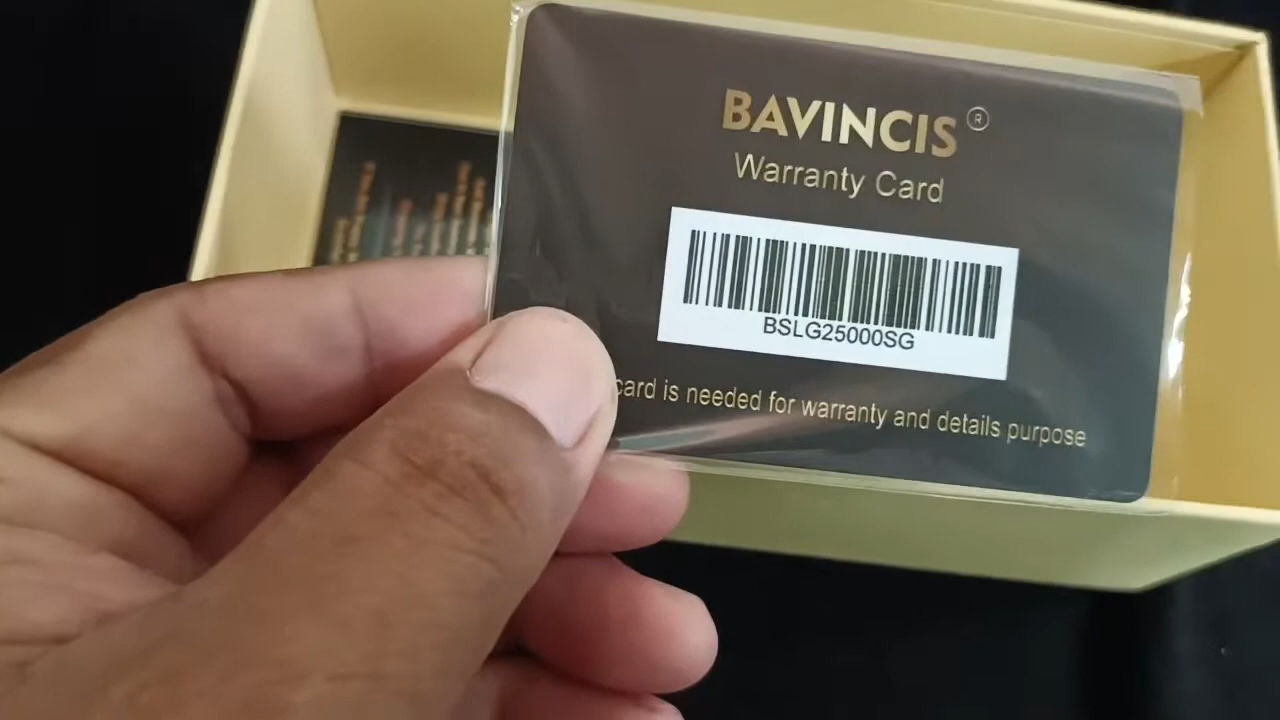 BAVINCIS ®
Warranty Card
BSLG25000SG
card is needed for warranty and details purpose